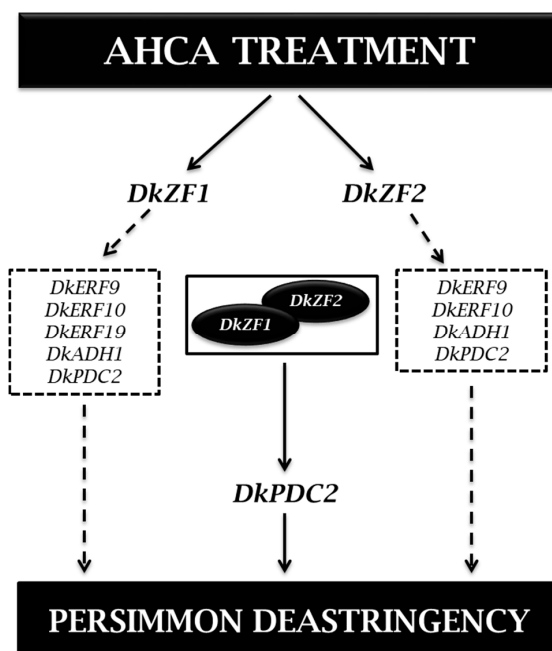 AHCA TREATMENT
DkZF1
DkZF2
DkERF9
DkERF10
DkERF19
DkADH1
DkPDC2
DkZF2
DkZF1
DkERF9
DkERF10
DkADH1
DkPDC2
DkPDC2
PERSIMMON DEASTRINGENCY